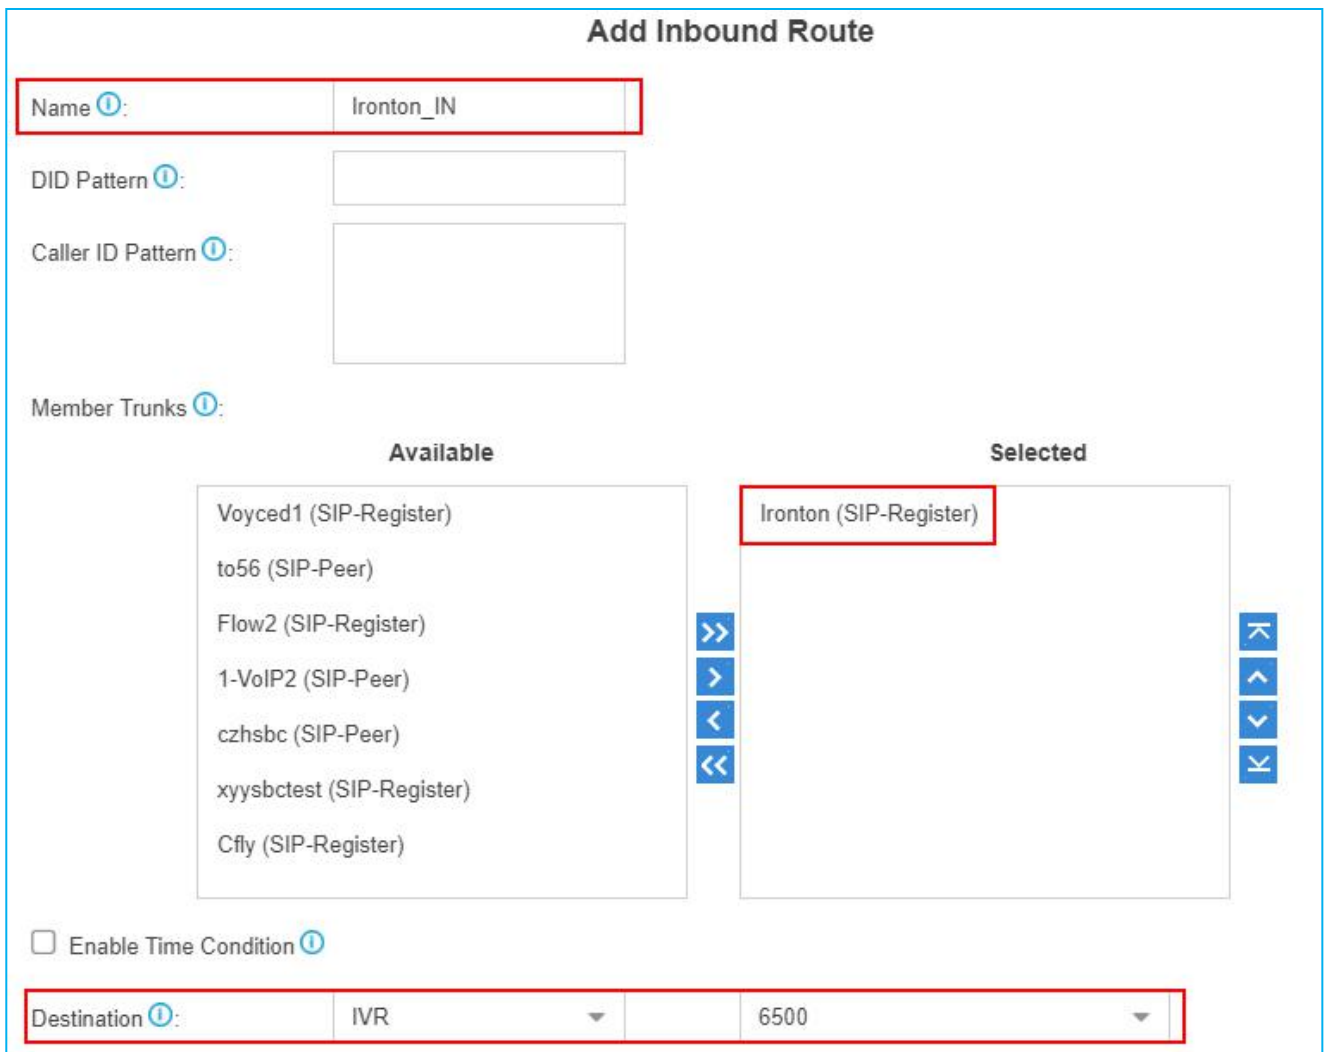 Add Inbound Route
Name ⓘ: Ironton_IN
DID Pattern ⓘ:
Caller ID Pattern ⓘ:
Member Trunks ⓘ:
Available Selected
Voyced1 (SIP-Register) Ironton (SIP-Register)
to56 (SIP-Peer)
Flow2 (SIP-Register)
1-VoIP2 (SIP-Peer)
czhsbc (SIP-Peer)
xyysbctest (SIP-Register)
Cfly (SIP-Register)
Enable Time Condition ⓘ
Destination ⓘ: IVR 6500